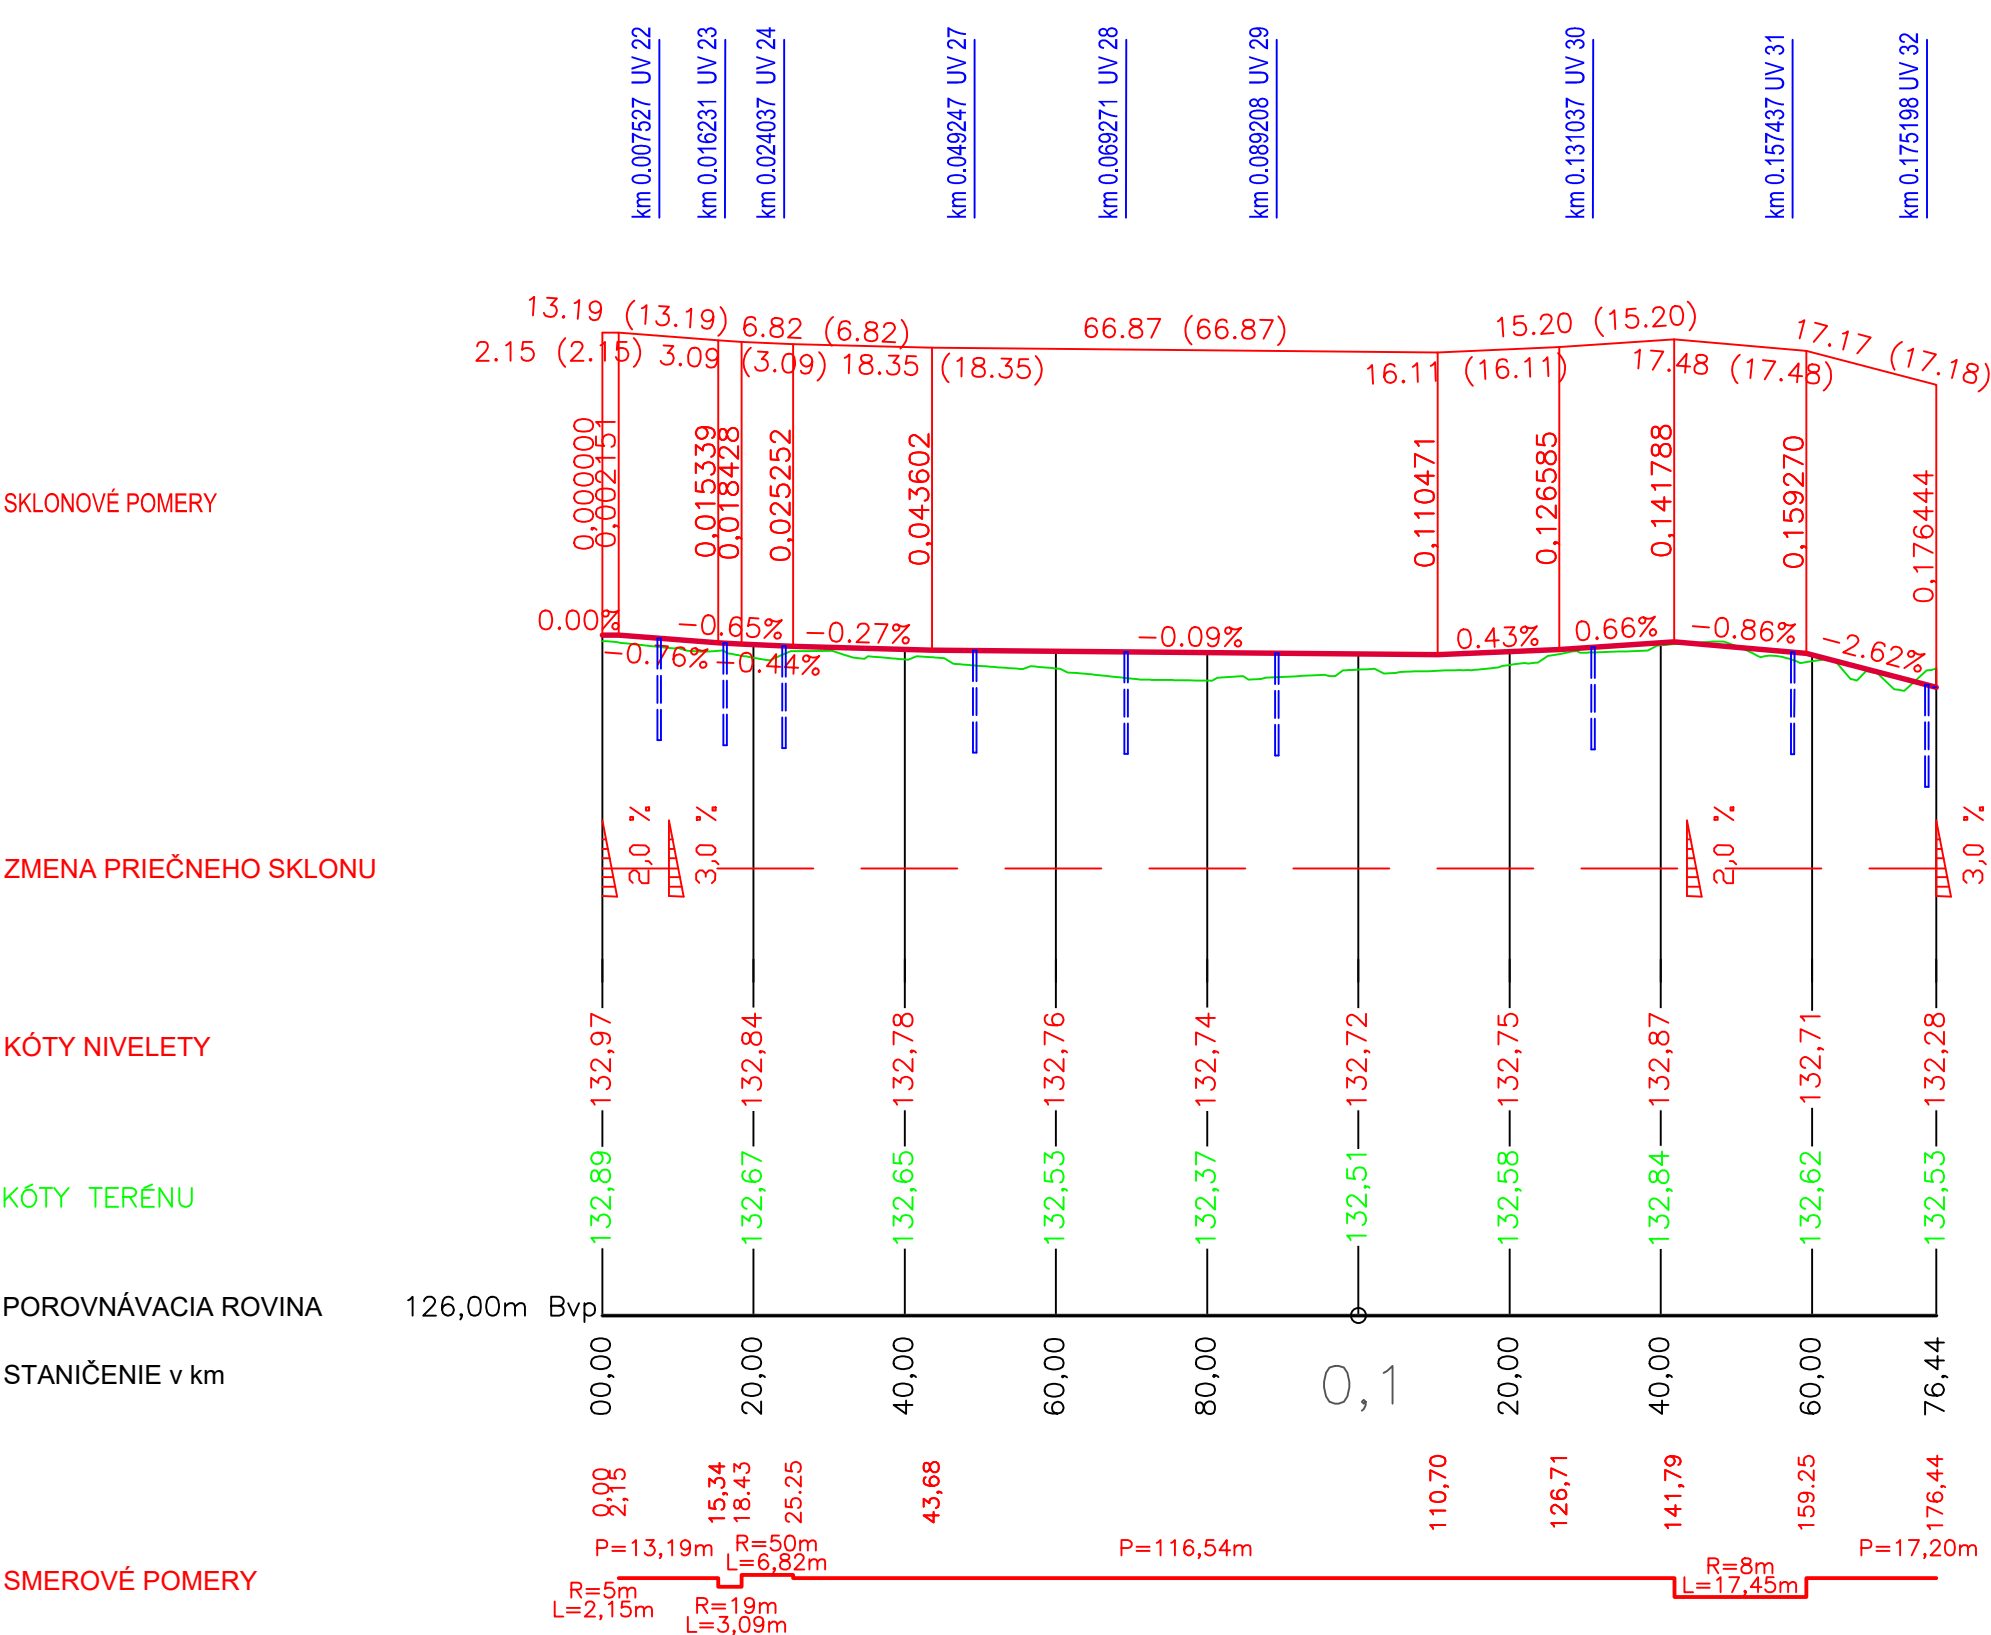 km 0.007527  UV 22
km 0.016231  UV 23
km 0.024037  UV 24
km 0.049247  UV 27
km 0.069271  UV 28
km 0.089208  UV 29
km 0.131037  UV 30
km 0.157437 UV 31
km 0.175198 UV 32
13.19 (13.19)
6.82 (6.82)
66.87 (66.87)
15.20 (15.20)
17.17 (17.18)
2.15 (2.15)
3.09 (3.09)
18.35 (18.35)
16.11 (16.11)
17.48 (17.48)
SKLONOVÉ POMERY
0,000000
0,002151
0,015339
0,018428
0,025252
0,043602
0,110471
0,126585
0,141788
0,159270
0,176444
0.00%
−0.76%
−0.65%
−0.44%
−0.27%
−0.09%
0.43%
0.66%
−0.86%
−2.62%
ZMENA PRIEČNEHO SKLONU
2,0 %
3,0 %
2,0 %
3,0 %
KÓTY NIVELETY
132,97
132,84
132,78
132,76
132,74
132,72
132,75
132,87
132,71
132,28
KÓTY TERÉNU
132,89
132,67
132,65
132,53
132,37
132,51
132,58
132,84
132,62
132,53
POROVNÁVACIA ROVINA
126,00m Bvp
STANIČENIE v km
00,00
20,00
40,00
60,00
80,00
0,1
20,00
40,00
60,00
76,44
0,00
2,15
15,34
18.43
25.25
43,68
110,70
126,71
141,79
159.25
176,44
SMEROVÉ POMERY
R=5m
L=2,15m
P=13,19m
R=19m
L=3,09m
R=50m
L=6,82m
P=116,54m
R=8m
L=17,45m
P=17,20m